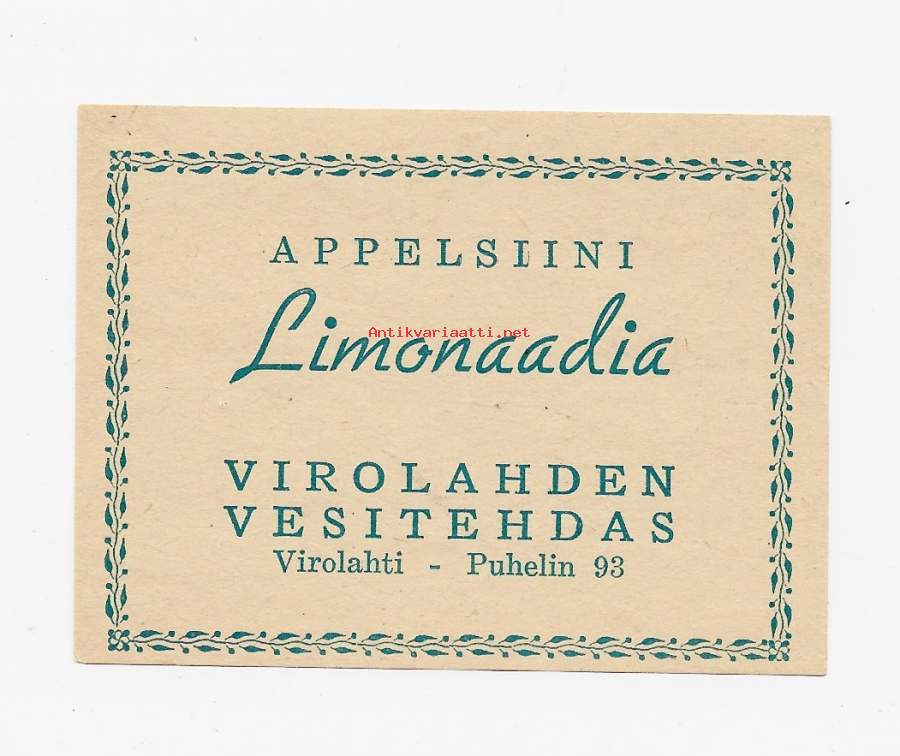 APPELSIINI
Limonaadia
Antikvariaatti.net
VIROLAHDEN
VESITEHDAS
Virolahti - Puhelin 93